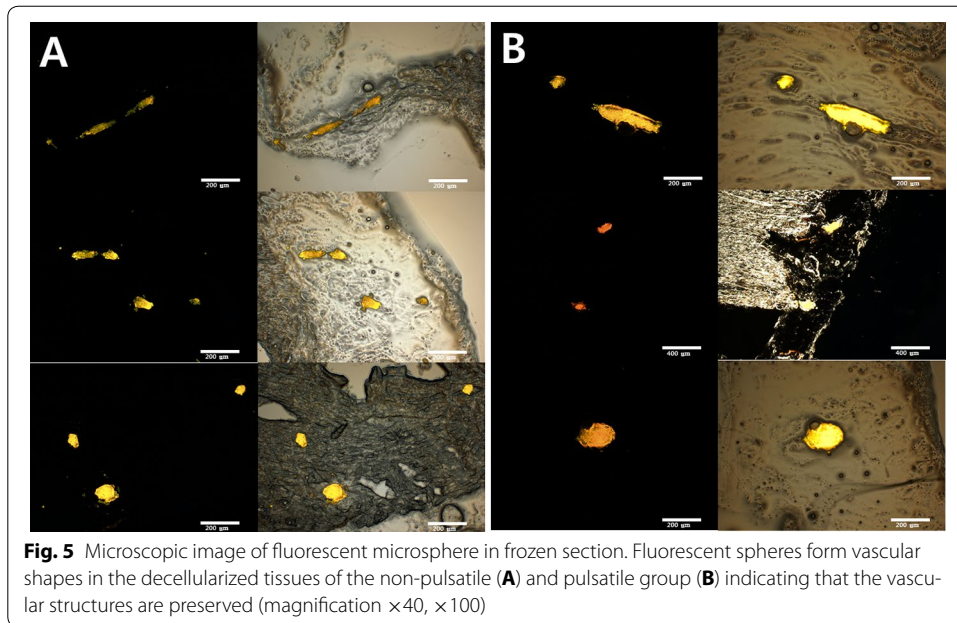 A
B
200 µm
200 µm
200 µm
200 µm
200 µm
200 µm
400 µm
400 µm
200 µm
200 µm
200 µm
200 µm
Fig. 5 Microscopic image of fluorescent microsphere in frozen section. Fluorescent spheres form vascular
shapes in the decellularized tissues of the non-pulsatile (A) and pulsatile group (B) indicating that the vascu-
lar structures are preserved (magnification ×40, ×100)